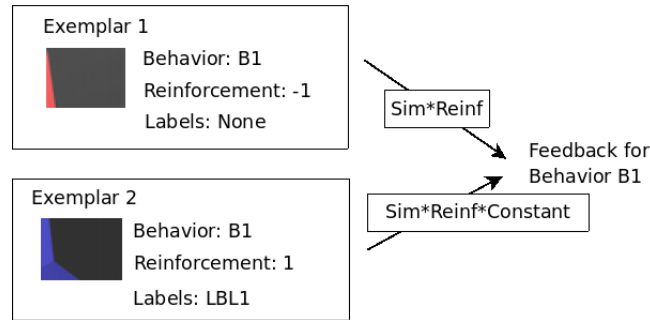 Exemplar 1
Behavior: B1
Reinforcement: -1
Labels: None
Sim*Reinf
Feedback for
Behavior B1
Exemplar 2
Behavior: B1
Reinforcement: 1
Labels: LBL1
Sim*Reinf*Constant